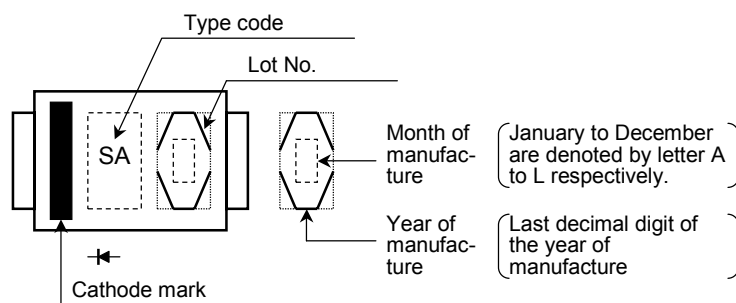 Type code
Lot No.
SA
Month of
manufac-
ture
January to December
are denoted by letter A
to L respectively.
Year of
manufac-
ture
Last decimal digit of
the year of
manufacture
Cathode mark